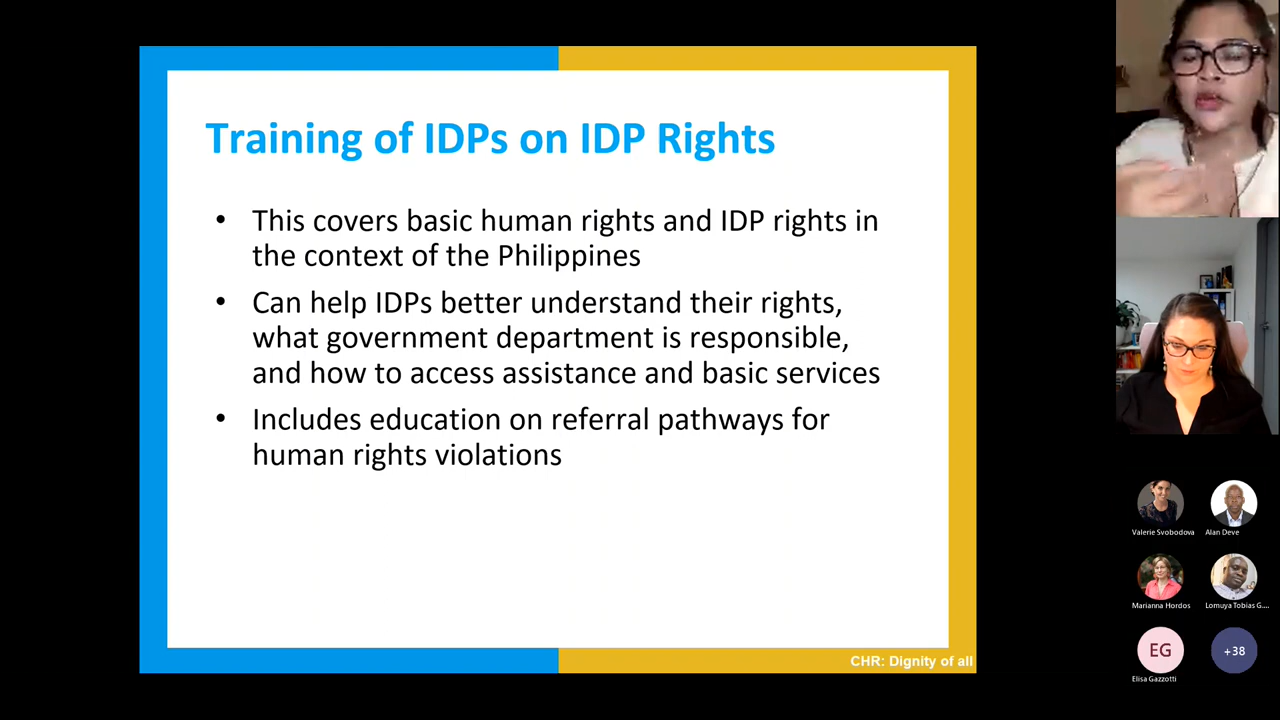 Training of IDPs on IDP Rights
• This covers basic human rights and IDP rights in
the context of the Philippines
• Can help IDPs better understand their rights,
what government department is responsible,
and how to access assistance and basic services
• Includes education on referral pathways for
human rights violations
CHR: Dignity of all
Valerie Svobodova
Alan Deve
Marianna Hordos
Lomuya Tobias G....
EG
+38
Elisa Gazzotti